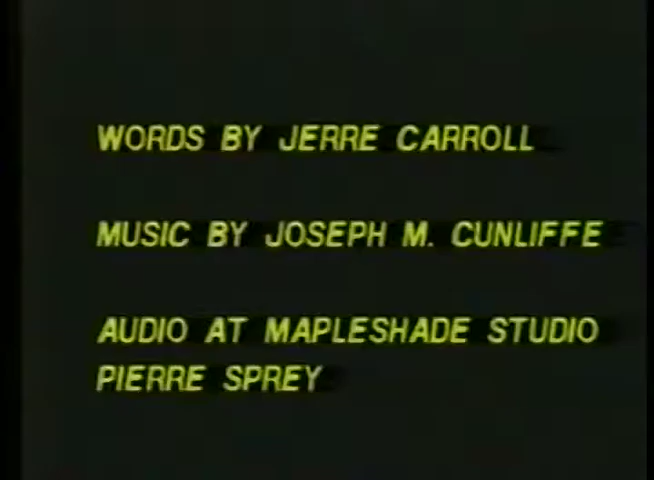 WORDS BY JERRE CARROLL
MUSIC BY JOSEPH M. CUNLIFFE
AUDIO AT MAPLESHADE STUDIO
PIERRE SPREY